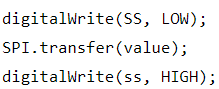 digitalWrite(SS, LOW);
SPI.transfer(value);
digitalWrite(ss, HIGH);